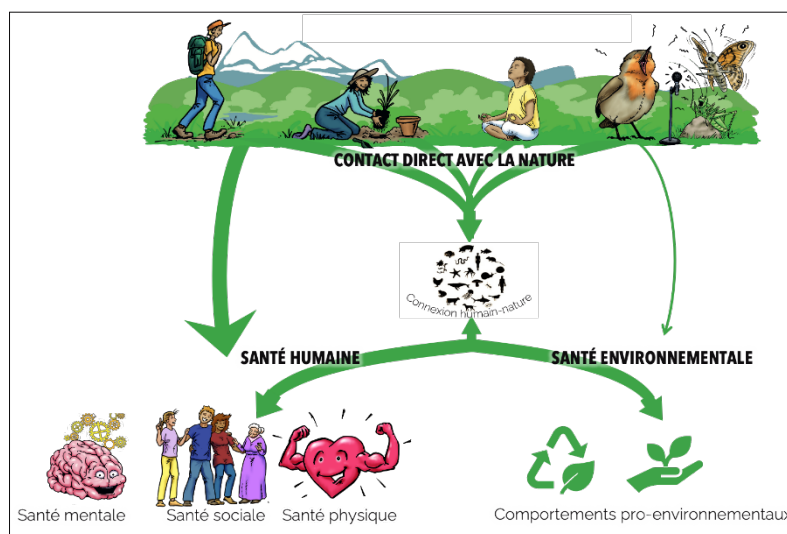 CONTACT DIRECT AVEC LA NATURE
Connexion humain-nature
SANTÉ HUMAINE
SANTÉ ENVIRONNEMENTALE
Santé mentale
Santé sociale
Santé physique
Comportements pro-environnementaux